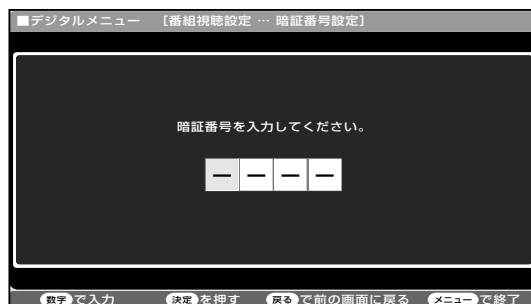 ■デジタルメニュー [番組視聴設定 … 暗証番号設定]
暗証番号を入力してください。
－ － － －
数字で入力 決定を押す 戻るで前の画面に戻る メニューで終了